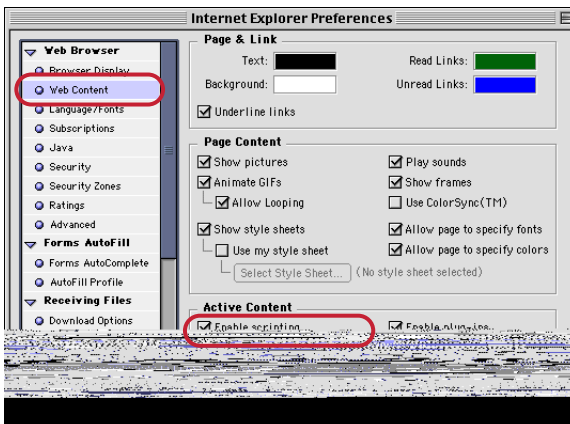 Internet Explorer Preferences
Web Browser
Browser Display
Web Content
Language/Fonts
Subscriptions
Java
Security
Security Zones
Ratings
Advanced
Forms AutoFill
Forms AutoComplete
AutoFill Profile
Receiving Files
Download Options
Page & Link
Text:
Read Links:
Background:
Unread Links:
Underline links
Page Content
Show pictures
Play sounds
Animate GIFs
Show frames
Allow Looping
Use ColorSync(TM)
Show style sheets
Allow page to specify fonts
Use my style sheet
Allow page to specify colors
Select Style Sheet... (No style sheet selected)
Active Content
Enable scripting
Enable plug-ins